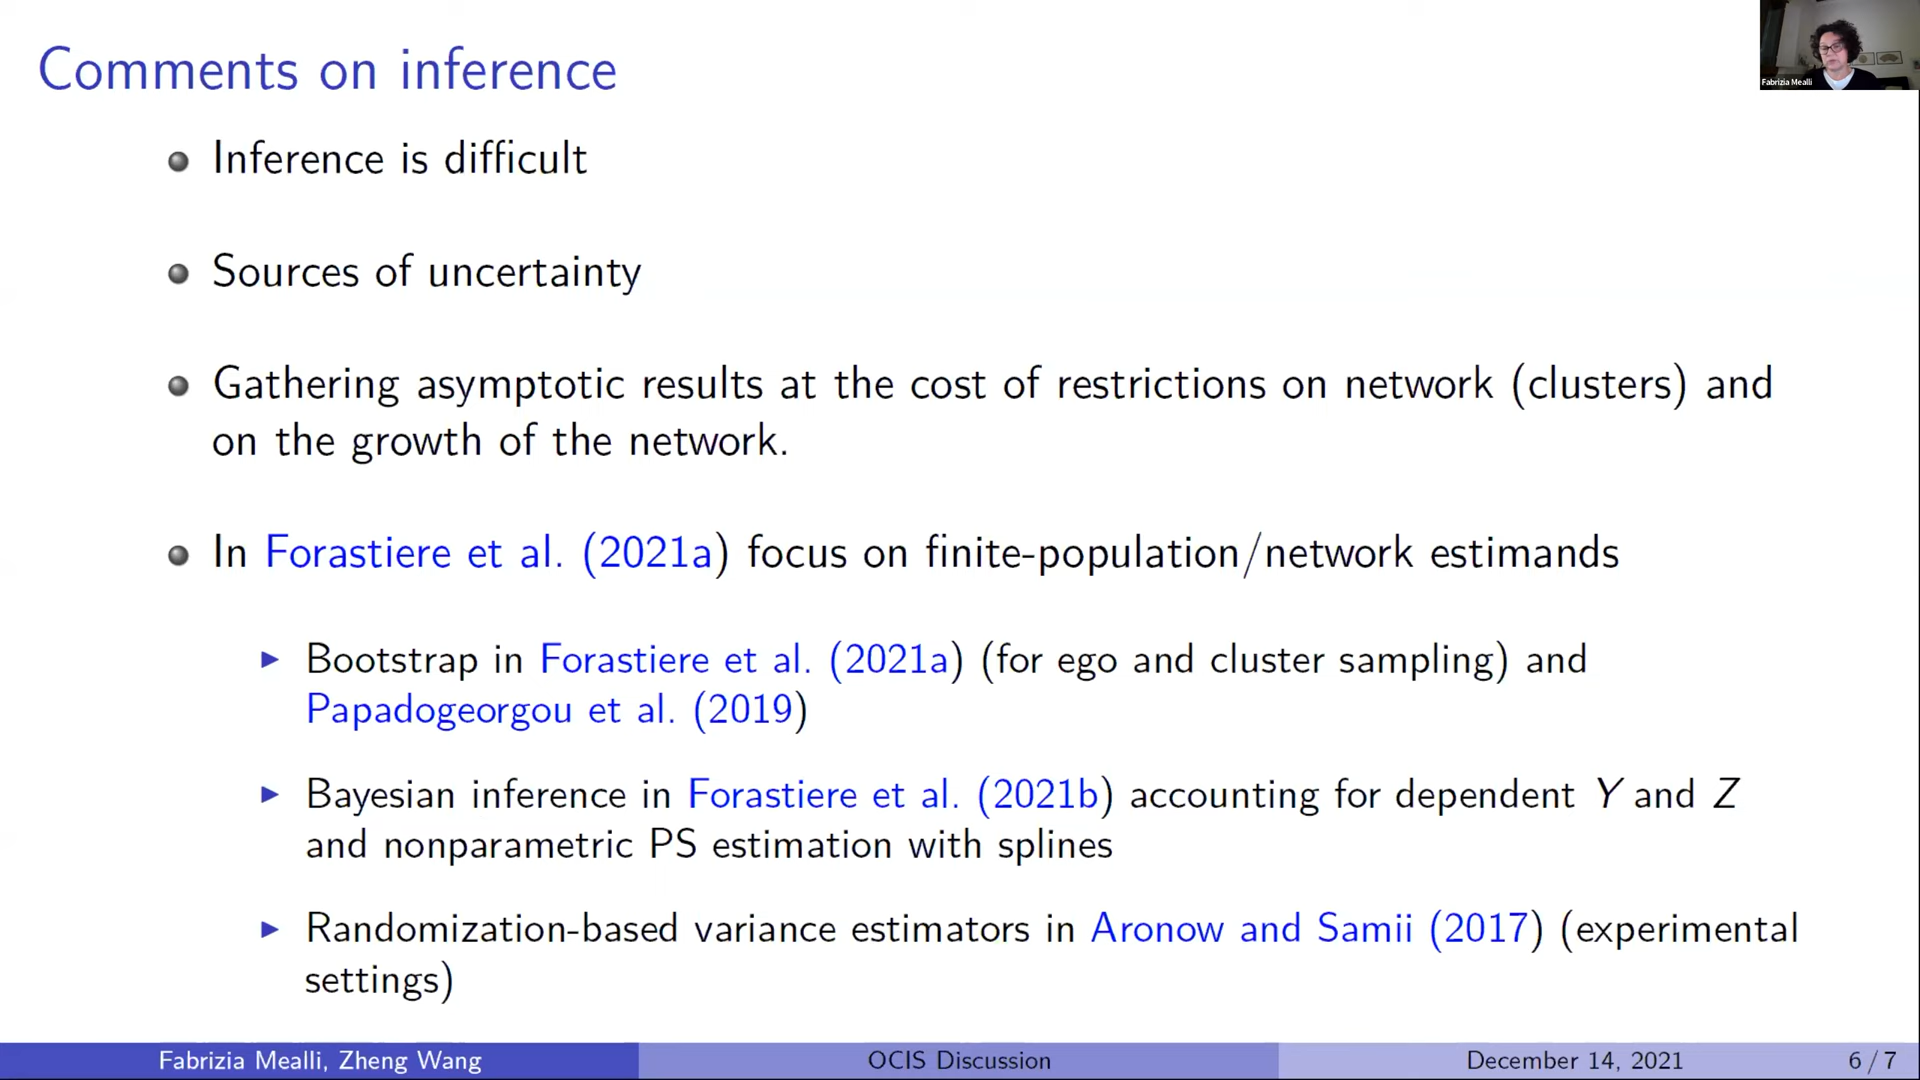 Comments on inference
Fabrizia Mealli
Inference is difficult
Sources of uncertainty
Gathering asymptotic results at the cost of restrictions on network (clusters) and
on the growth of the network.
In Forastiere et al. (2021a) focus on finite-population/network estimands
Bootstrap in Forastiere et al. (2021a) (for ego and cluster sampling) and
Papadogeorgou et al. (2019)
Bayesian inference in Forastiere et al. (2021b) accounting for dependent Y and Z
and nonparametric PS estimation with splines
Randomization-based variance estimators in Aronow and Samii (2017) (experimental
settings)
Fabrizia Mealli, Zheng Wang OCIS Discussion December 14, 2021 6 / 7